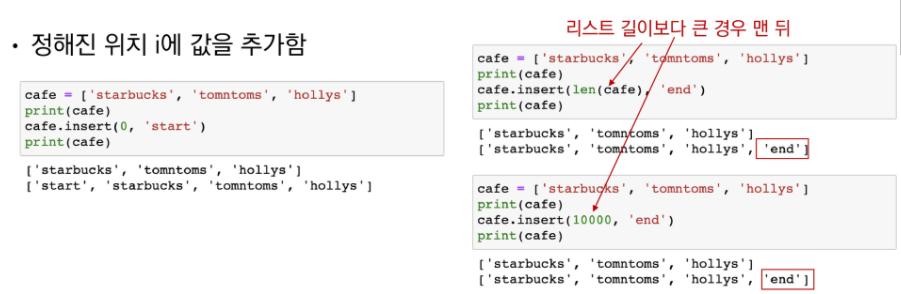 • 정해진 위치 i에 값을 추가함
cafe = ['starbucks', 'tomntoms', 'hollys']
print(cafe)
cafe.insert(0, 'start')
print(cafe)
['starbucks', 'tomntoms', 'hollys']
['start', 'starbucks', 'tomntoms', 'hollys']
리스트 길이보다 큰 경우 맨 뒤
cafe = ['starbucks', 'tomntoms', 'hollys']
print(cafe)
cafe.insert(len(cafe), 'end')
print(cafe)
['starbucks', 'tomntoms', 'hollys']
['starbucks', 'tomntoms', 'hollys', 'end']
cafe = ['starbucks', 'tomntoms', 'hollys']
print(cafe)
cafe.insert(10000, 'end')
print(cafe)
['starbucks', 'tomntoms', 'hollys']
['starbucks', 'tomntoms', 'hollys', 'end']